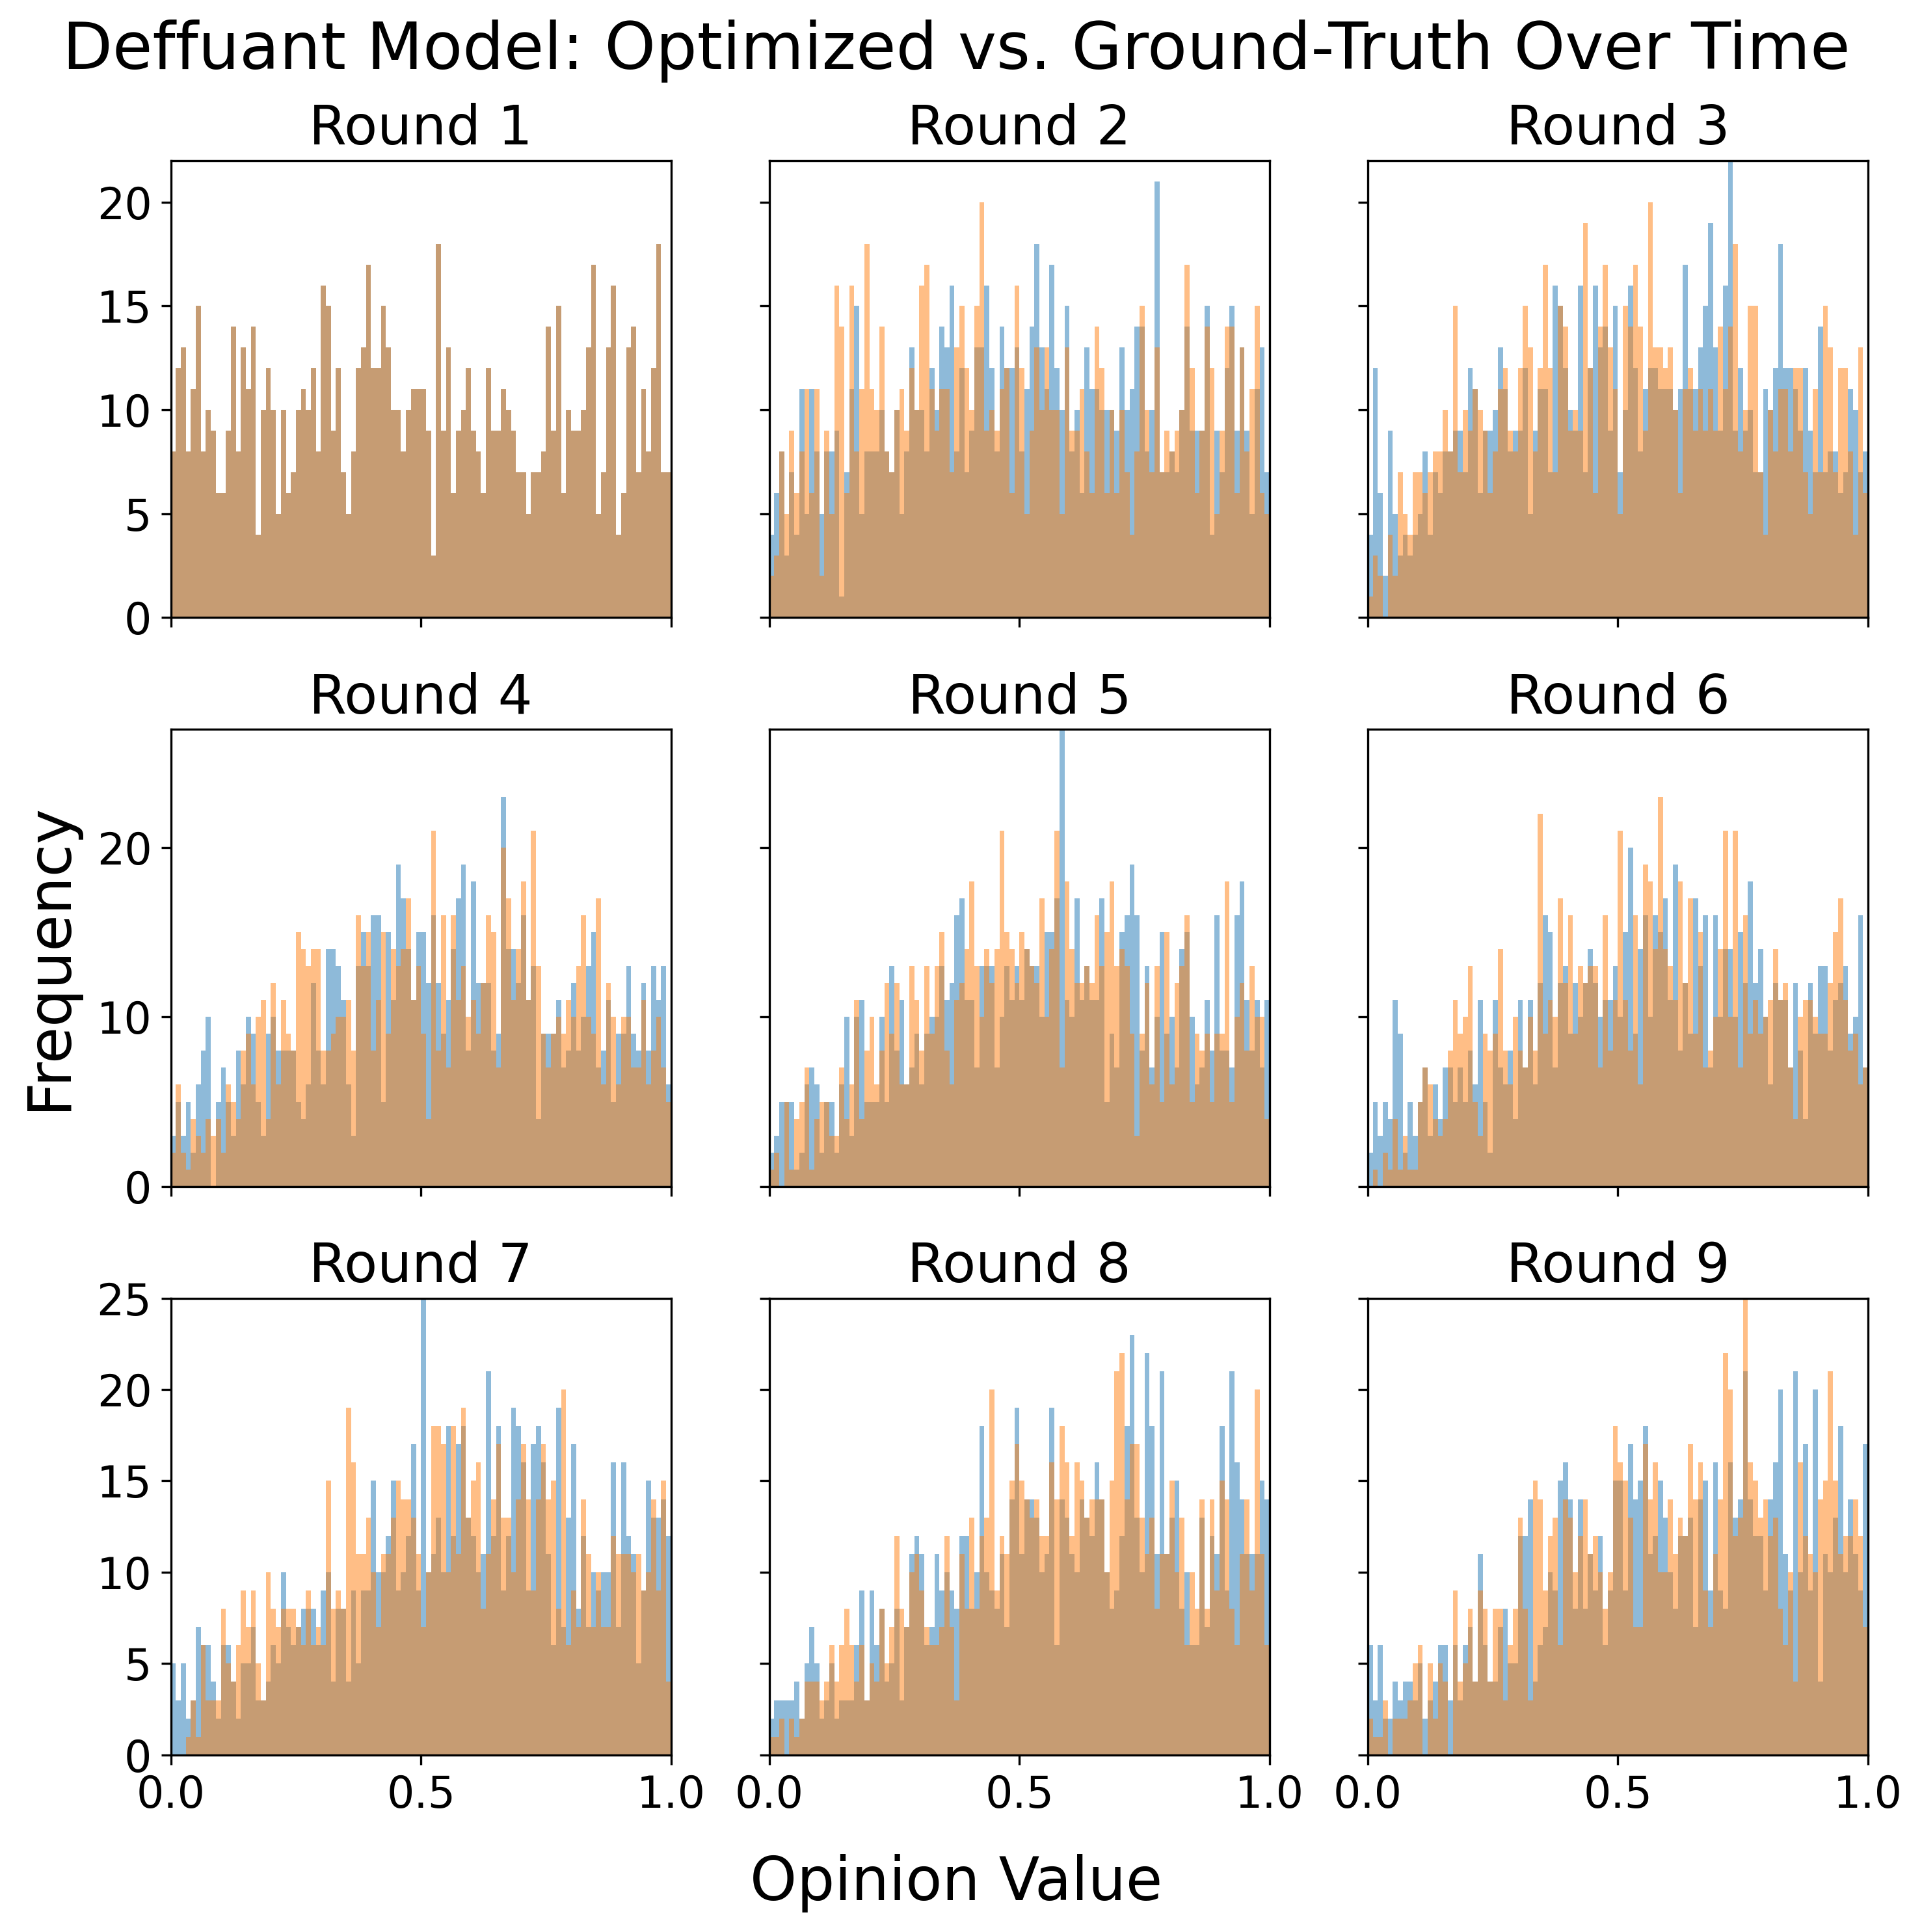 Deffuant Model: Optimized vs. Ground-Truth Over Time
Round 1
Round 2
Round 3
20
15
10
5
0
Round 4
Round 5
Round 6
Frequency
20
10
0
Round 7
Round 8
Round 9
25
20
15
10
5
0
0.0 0.5 1.0
0.0 0.5 1.0
0.0 0.5 1.0
Opinion Value